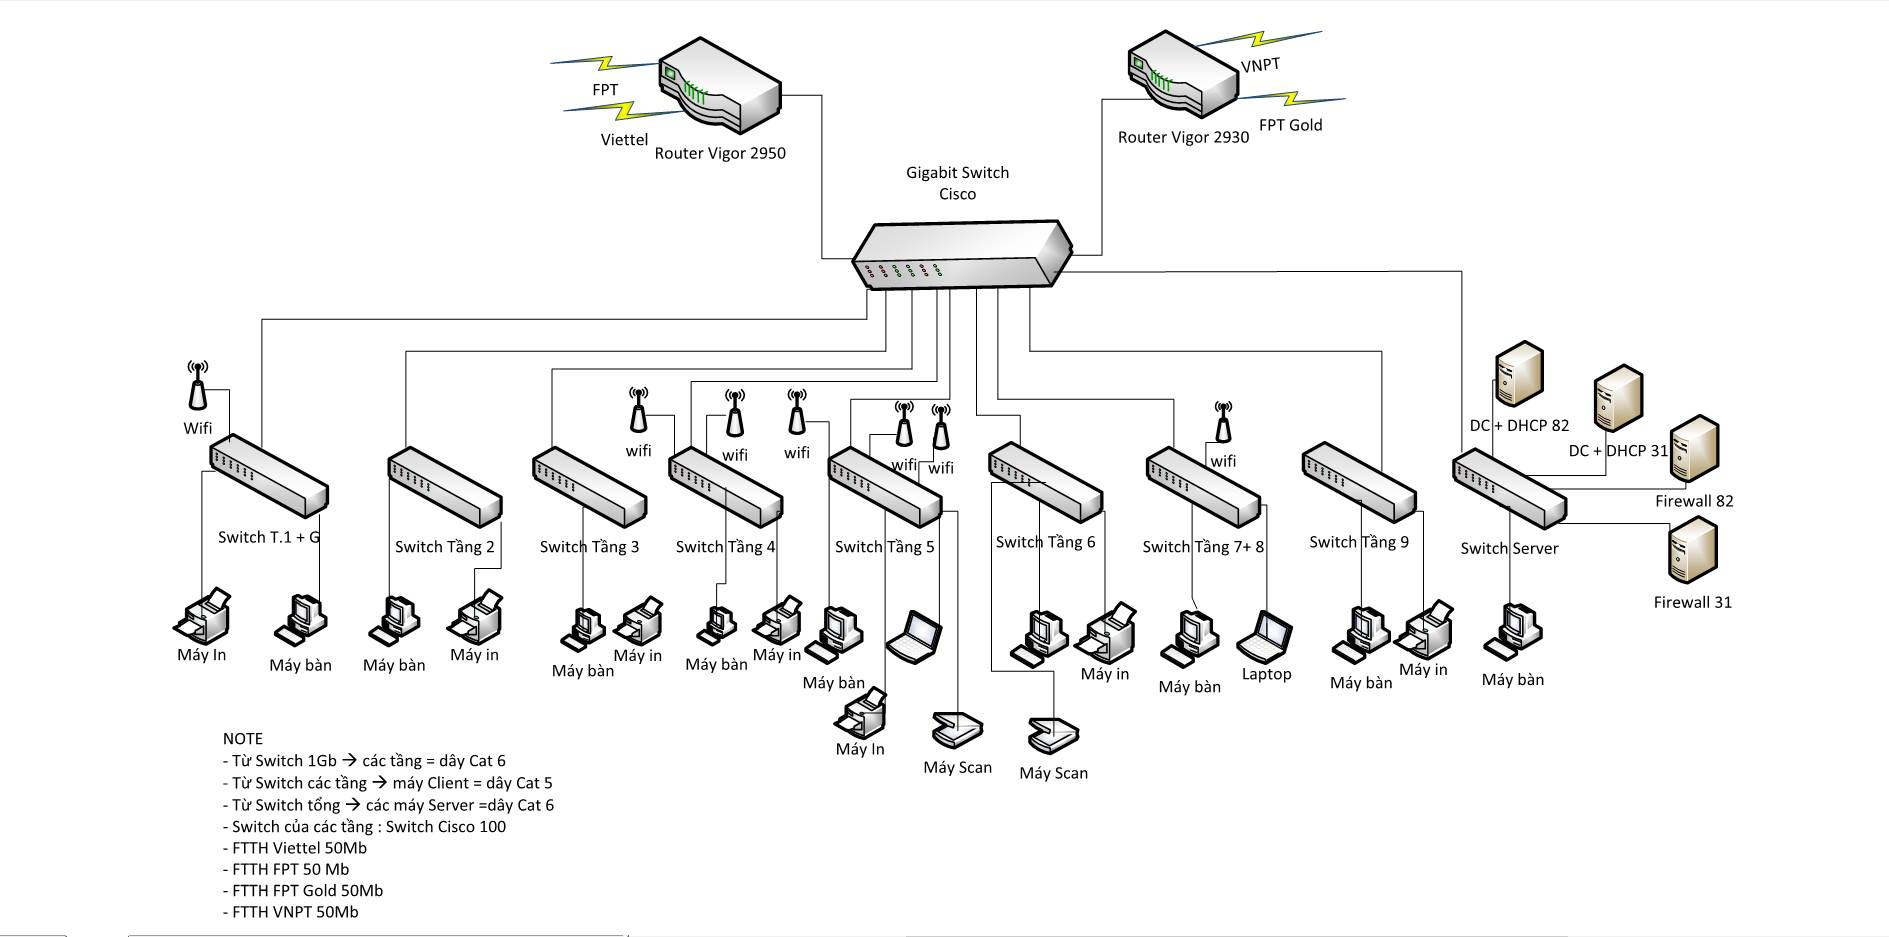 FPT
Viettel
Router Vigor 2950
VNPT
FPT Gold
Router Vigor 2930
Gigabit Switch
Cisco
Wifi
wifi
wifi
wifi
wifi
wifi
wifi
DC + DHCP 82
DC + DHCP 31
Firewall 82
Firewall 31
Switch T.1 + G
Switch Tầng 2
Switch Tầng 3
Switch Tầng 4
Switch Tầng 5
Switch Tầng 6
Switch Tầng 7+ 8
Switch Tầng 9
Switch Server
Máy In
Máy bàn
Máy bàn
Máy in
Máy bàn
Máy in
Máy bàn
Máy in
Máy bàn
Máy In
Máy Scan
Máy Scan
Máy in
Máy bàn
Laptop
Máy bàn
Máy in
Máy bàn
NOTE
- Từ Switch 1Gb → các tầng = dây Cat 6
- Từ Switch các tầng → máy Client = dây Cat 5
- Từ Switch tổng → các máy Server =dây Cat 6
- Switch của các tầng : Switch Cisco 100
- FTTH Viettel 50Mb
- FTTH FPT 50 Mb
- FTTH FPT Gold 50Mb
- FTTH VNPT 50Mb